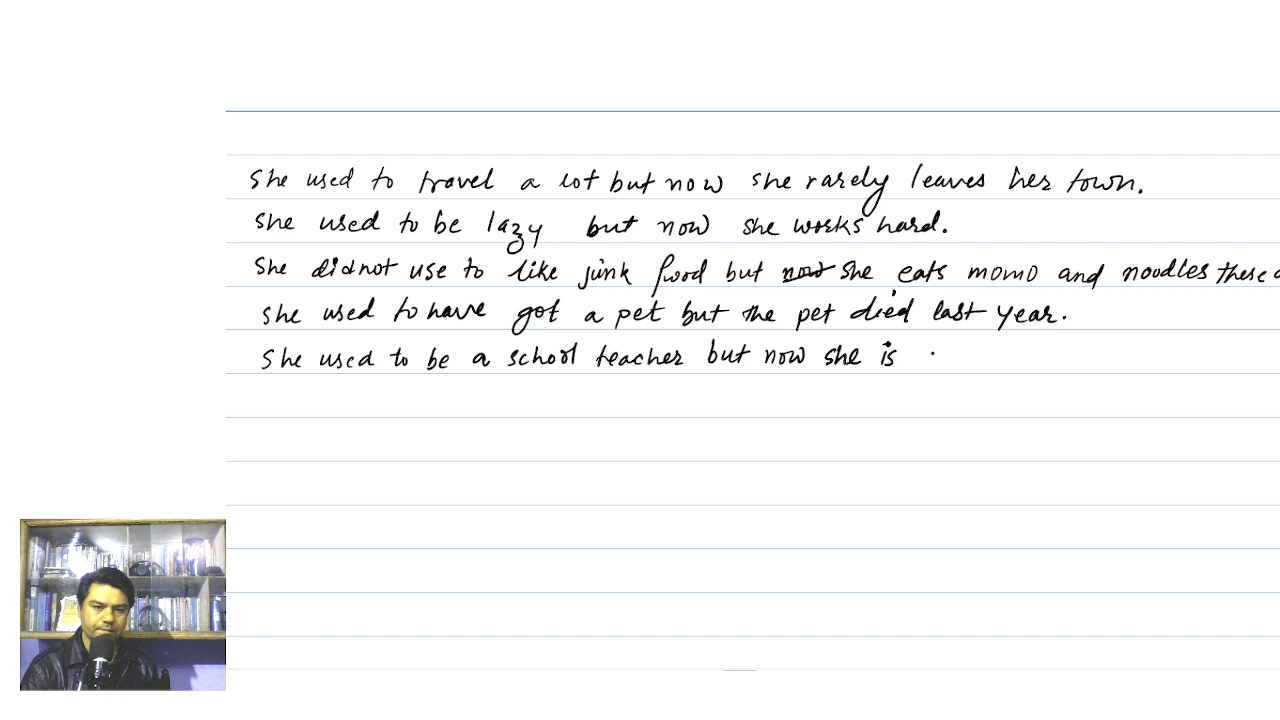 She used to travel a lot but now she rarely leaves her town.
She used to be lazy but now she works hard.
She didnot use to like junk food but now she eats momo and noodles these
She used to have got a pet but the pet died last year.
She used to be a school teacher but now she is